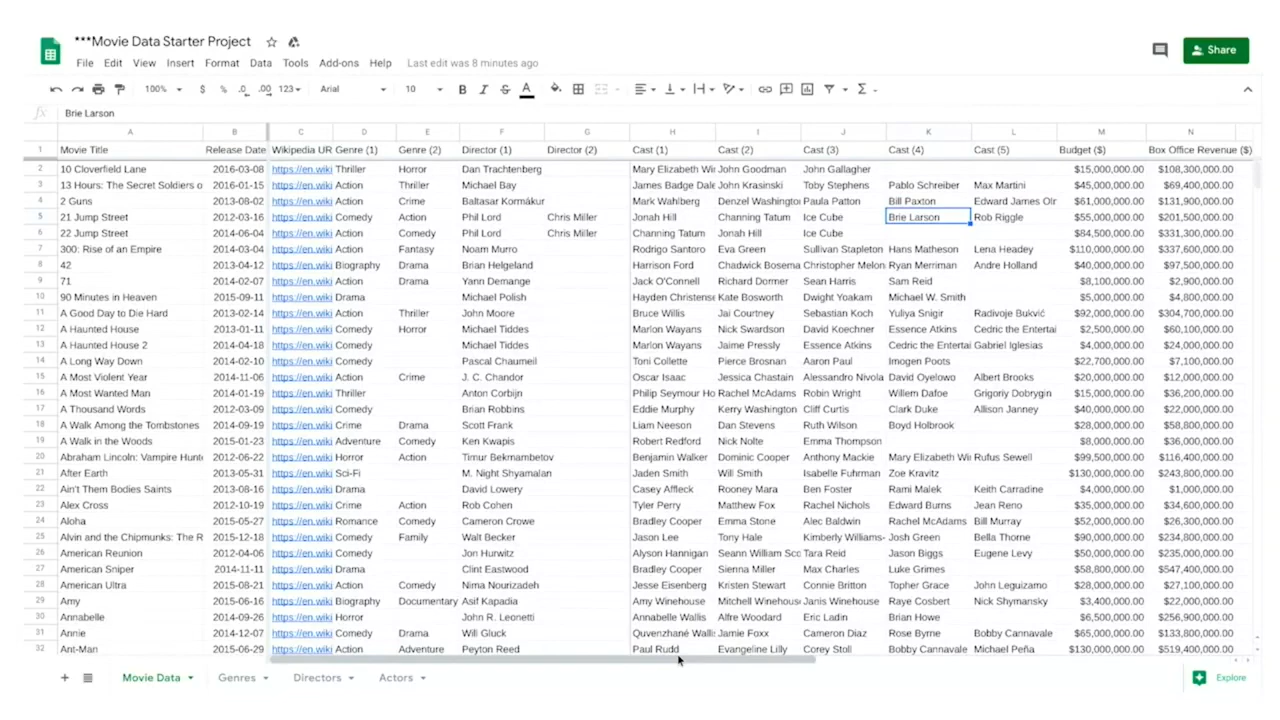 ***Movie Data Starter Project
Share
File Edit View Insert Format Data Tools Add-ons Help Last edit was 8 minutes ago
100% $ % .0 .00 123 Arial 10 B I S A
fx Brie Larson
A B C D E F G H I J K L M N
1 Movie Title Release Date Wikipedia UR Genre (1) Genre (2) Director (1) Director (2) Cast (1) Cast (2) Cast (3) Cast (4) Cast (5) Budget ($) Box Office Revenue ($)
2 10 Cloverfield Lane 2016-03-08 https://en.wiki Thriller Horror Dan Trachtenberg Mary Elizabeth Wi John Goodman John Gallagher $15,000,000.00 $108,300,000.00
3 13 Hours: The Secret Soldiers o 2016-01-15 https://en.wiki Action Thriller Michael Bay James Badge Dale John Krasinski Toby Stephens Pablo Schreiber Max Martini $45,000,000.00 $69,400,000.00
4 2 Guns 2013-08-02 https://en.wiki Action Crime Baltasar Kormákur Mark Wahlberg Denzel Washingto Paula Patton Bill Paxton Edward James Olr $61,000,000.00 $131,900,000.00
5 21 Jump Street 2012-03-16 https://en.wiki Comedy Action Phil Lord Chris Miller Jonah Hill Channing Tatum Ice Cube Brie Larson Rob Riggle $55,000,000.00 $201,500,000.00
6 22 Jump Street 2014-06-04 https://en.wiki Comedy Action Phil Lord Chris Miller Channing Tatum Jonah Hill Ice Cube $84,500,000.00 $331,300,000.00
7 300: Rise of an Empire 2014-03-04 https://en.wiki Action Fantasy Noam Murro Rodrigo Santoro Eva Green Sullivan Stapleton Hans Matheson Lena Headey $110,000,000.00 $337,600,000.00
8 42 2013-04-12 https://en.wiki Biography Drama Brian Helgeland Harrison Ford Chadwick Bosema Christopher Melon Ryan Merriman Andre Holland $40,000,000.00 $97,500,000.00
9 71 2014-02-07 https://en.wiki Action Drama Yann Demange Jack O'Connell Richard Dormer Sean Harris Sam Reid $8,100,000.00 $2,900,000.00
10 90 Minutes in Heaven 2015-09-11 https://en.wiki Drama Michael Polish Hayden Christense Kate Bosworth Dwight Yoakam Michael W. Smith $5,000,000.00 $4,800,000.00
11 A Good Day to Die Hard 2013-02-14 https://en.wiki Action Thriller John Moore Bruce Willis Jai Courtney Sebastian Koch Yuliya Snigir Radivoje Bukvić $92,000,000.00 $304,700,000.00
12 A Haunted House 2013-01-11 https://en.wiki Comedy Horror Michael Tiddes Marlon Wayans Nick Swardson David Koechner Essence Atkins Cedric the Entertai $2,500,000.00 $60,100,000.00
13 A Haunted House 2 2014-04-18 https://en.wiki Comedy Michael Tiddes Marlon Wayans Jaime Pressly Essence Atkins Cedric the Entertai Gabriel Iglesias $4,000,000.00 $24,000,000.00
14 A Long Way Down 2014-02-10 https://en.wiki Comedy Pascal Chaumeil Toni Collette Pierce Brosnan Aaron Paul Imogen Poots $22,700,000.00 $7,100,000.00
15 A Most Violent Year 2014-11-06 https://en.wiki Action Crime J. C. Chandor Oscar Isaac Jessica Chastain Alessandro Nivola David Oyelowo Albert Brooks $20,000,000.00 $12,000,000.00
16 A Most Wanted Man 2014-01-19 https://en.wiki Thriller Anton Corbijn Philip Seymour Ho Rachel McAdams Robin Wright Willem Dafoe Grigoriy Dobrygin $15,000,000.00 $36,200,000.00
17 A Thousand Words 2012-03-09 https://en.wiki Comedy Brian Robbins Eddie Murphy Kerry Washington Cliff Curtis Clark Duke Allison Janney $40,000,000.00 $22,000,000.00
18 A Walk Among the Tombstones 2014-09-19 https://en.wiki Crime Drama Scott Frank Liam Neeson Dan Stevens Ruth Wilson Boyd Holbrook $28,000,000.00 $58,800,000.00
19 A Walk in the Woods 2015-01-23 https://en.wiki Adventure Comedy Ken Kwapis Robert Redford Nick Nolte Emma Thompson $8,000,000.00 $36,000,000.00
20 Abraham Lincoln: Vampire Hunt 2012-06-22 https://en.wiki Horror Action Timur Bekmambetov Benjamin Walker Dominic Cooper Anthony Mackie Mary Elizabeth Wi Rufus Sewell $99,500,000.00 $116,400,000.00
21 After Earth 2013-05-31 https://en.wiki Sci-Fi M. Night Shyamalan Jaden Smith Will Smith Isabelle Fuhrman Zoe Kravitz $130,000,000.00 $243,800,000.00
22 Ain't Them Bodies Saints 2013-08-16 https://en.wiki Drama David Lowery Casey Affleck Rooney Mara Ben Foster Rami Malek Keith Carradine $4,000,000.00 $1,000,000.00
23 Alex Cross 2012-10-19 https://en.wiki Crime Action Rob Cohen Tyler Perry Matthew Fox Rachel Nichols Edward Burns Jean Reno $35,000,000.00 $34,600,000.00
24 Aloha 2015-05-27 https://en.wiki Romance Comedy Cameron Crowe Bradley Cooper Emma Stone Alec Baldwin Rachel McAdams Bill Murray $52,000,000.00 $26,300,000.00
25 Alvin and the Chipmunks: The R 2015-12-18 https://en.wiki Comedy Family Walt Becker Jason Lee Tony Hale Kimberly Williams- Josh Green Bella Thorne $90,000,000.00 $234,800,000.00
26 American Reunion 2012-04-06 https://en.wiki Comedy Jon Hurwitz Alyson Hannigan Seann William Sco Tara Reid Jason Biggs Eugene Levy $50,000,000.00 $235,000,000.00
27 American Sniper 2014-11-11 https://en.wiki Drama Clint Eastwood Bradley Cooper Sienna Miller Max Charles Luke Grimes $58,800,000.00 $547,400,000.00
28 American Ultra 2015-08-21 https://en.wiki Action Comedy Nima Nourizadeh Jesse Eisenberg Kristen Stewart Connie Britton Topher Grace John Leguizamo $28,000,000.00 $27,100,000.00
29 Amy 2015-06-16 https://en.wiki Biography Documentary Asif Kapadia Amy Winehouse Mitchell Winehous Janis Winehouse Raye Cosbert Nick Shymansky $3,400,000.00 $22,000,000.00
30 Annabelle 2014-09-26 https://en.wiki Horror John R. Leonetti Annabelle Wallis Alfre Woodard Eric Ladin Brian Howe $6,500,000.00 $256,900,000.00
31 Annie 2014-12-07 https://en.wiki Comedy Drama Will Gluck Quvenzhané Wallis Jamie Foxx Cameron Diaz Rose Byrne Bobby Cannavale $65,000,000.00 $133,800,000.00
32 Ant-Man 2015-06-29 https://en.wiki Action Adventure Peyton Reed Paul Rudd Evangeline Lilly Corey Stoll Bobby Cannavale Michael Peña $130,000,000.00 $519,400,000.00
Movie Data Genres Directors Actors Explore